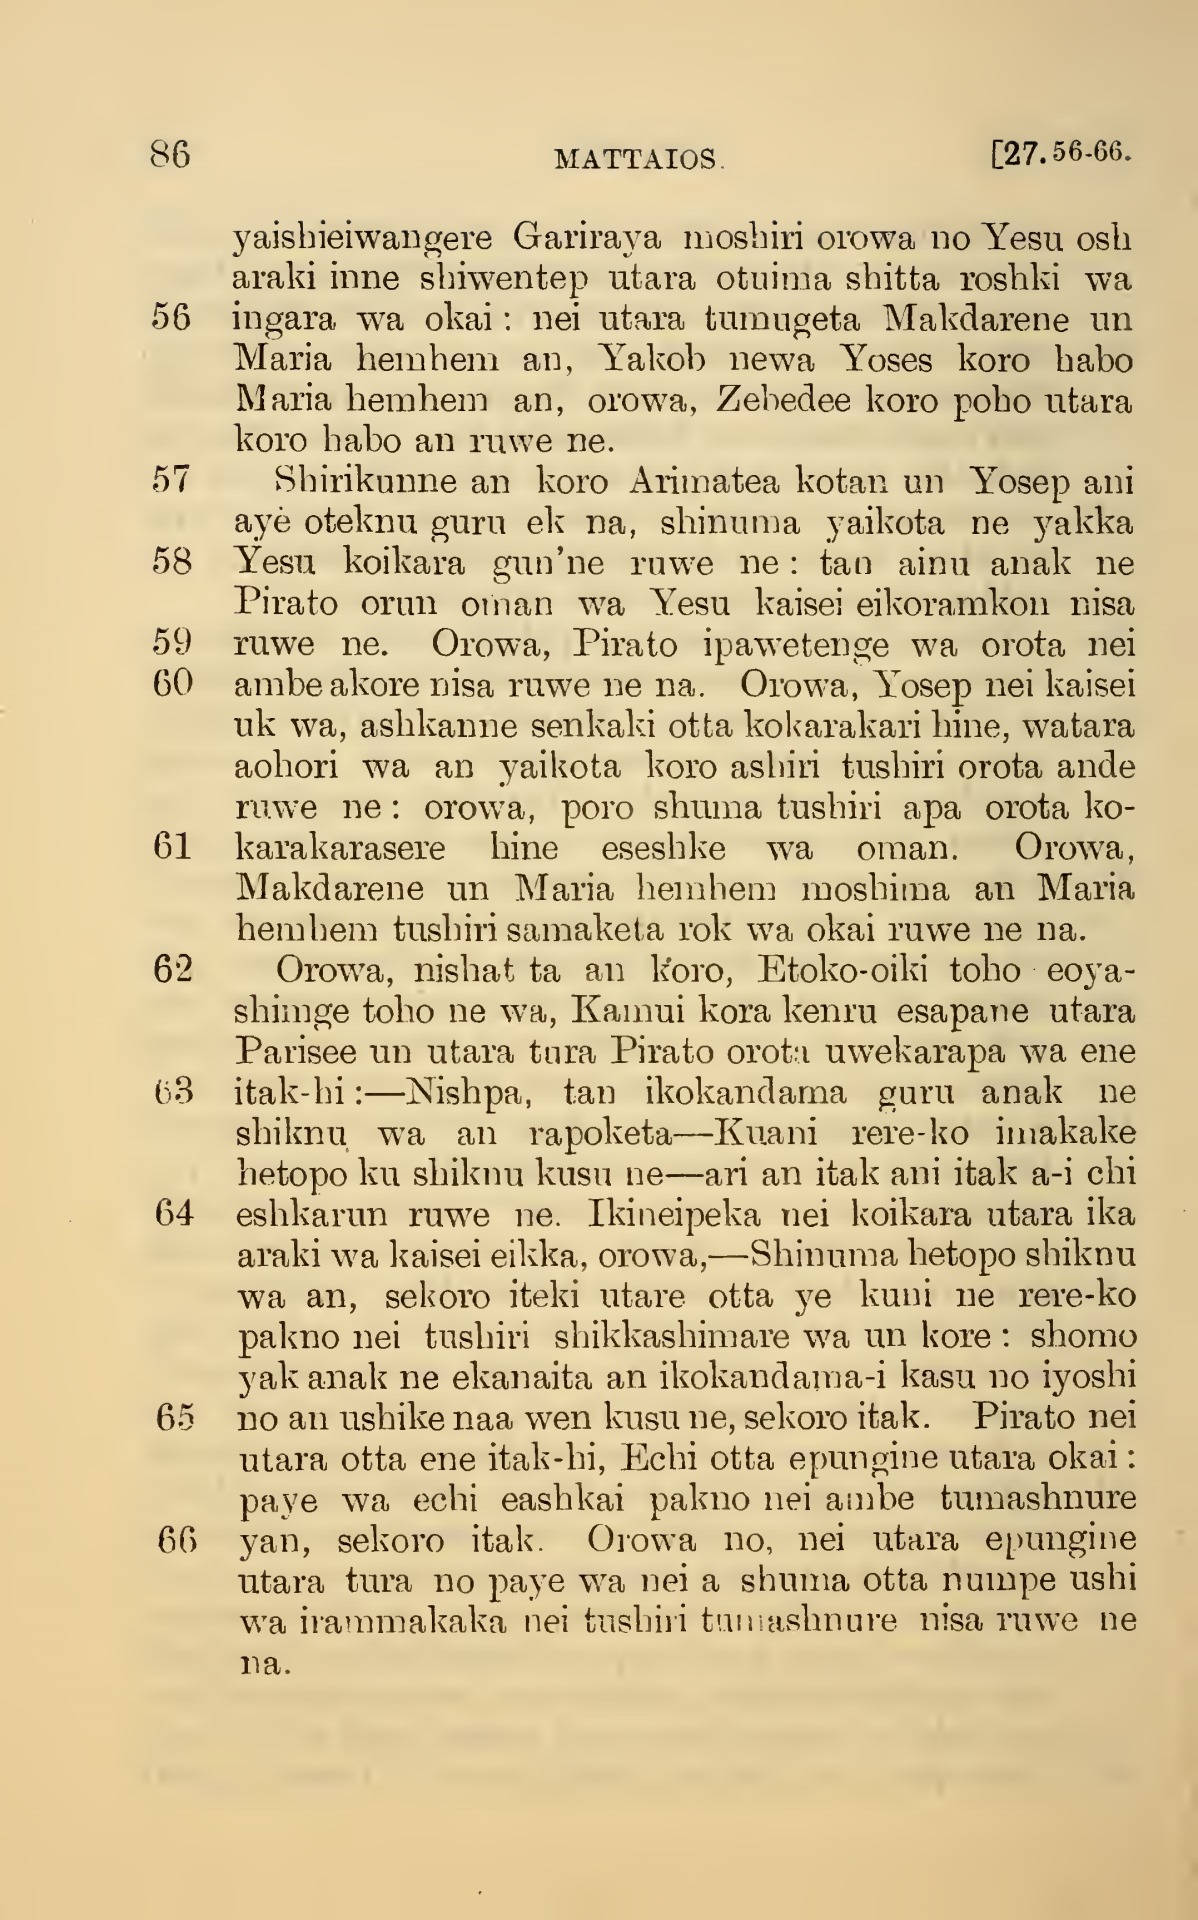 86 MATTAIOS. [27. 56-66.
yaishieiwangere Gariraya moshiri orowa no Yesu osh
araki inne shiwentep utara otuima shitta roshki wa
56 ingara wa okai : nei utara tumugeta Makdarene un
Maria hemhem an, Yakob newa Yoses koro habo
Maria hemhem an, orowa, Zebedee koro poho utara
koro habo an ruwe ne.
57 Shirikunne an koro Arimatea kotan un Yosep ani
ayė oteknu guru ek na, shinuma yaikota ne yakka
58 Yesu koikara gun'ne ruwe ne : tan ainu anak ne
Pirato orun oman wa Yesu kaisei eikoramkon nisa
59 ruwe ne. Orowa, Pirato ipawetenge wa orota nei
60 ambe akore nisa ruwe ne na. Orowa, Yosep nei kaisei
uk wa, ashkanne senkaki otta kokarakari hine, watara
aohori wa an yaikota koro ashiri tushiri orota ande
ruwe ne : orowa, poro shuma tushiri apa orota ko-
61 karakarasere hine eseshke wa oman. Orowa,
Makdarene un Maria hemhem moshima an Maria
hemhem tushiri samaketa rok wa okai ruwe ne na.
62 Orowa, nishat ta an koro, Etoko-oiki toho eoya-
shimge toho ne wa, Kamui kora kenru esapane utara
Parisee un utara tura Pirato orota uwekarapa wa ene
63 itak-hi :—Nishpa, tan ikokandama guru anak ne
shiknu wa an rapoketa—Kuani rere-ko imakake
hetopo ku shiknu kusu ne—ari an itak ani itak a-i chi
64 eshkarun ruwe ne. Ikineipeka nei koikara utara ika
araki wa kaisei eikka, orowa,—Shinuma hetopo shiknu
wa an, sekoro iteki utare otta ye kuni ne rere-ko
pakno nei tushiri shikkashimare wa un kore : shomo
yak anak ne ekanaita an ikokandama-i kasu no iyoshi
65 no an ushike naa wen kusu ne, sekoro itak. Pirato nei
utara otta ene itak-hi, Echi otta epungine utara okai :
paye wa echi eashkai pakno nei ambe tumashnure
66 yan, sekoro itak. Orowa no, nei utara epungine
utara tura no paye wa nei a shuma otta numpe ushi
wa irammakaka nei tushiri tumashnure nisa ruwe ne
na.